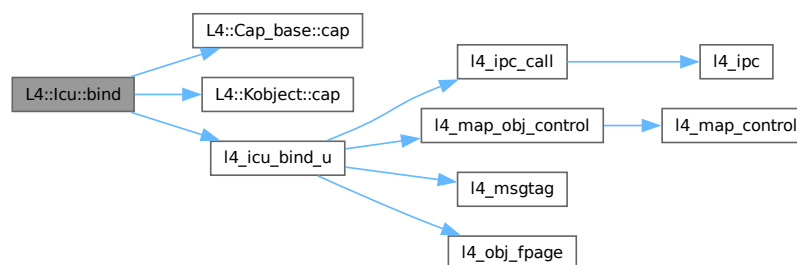 L4::Icu::bind
L4::Cap_base::cap
L4::Kobject::cap
l4_icu_bind_u
l4_ipc_call
l4_map_obj_control
l4_msgtag
l4_obj_fpage
l4_ipc
l4_map_control